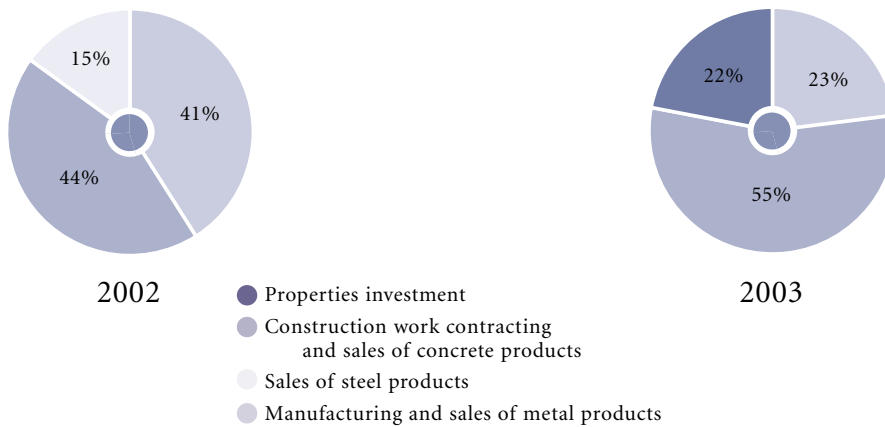 15%
41%
44%
2002
22%
23%
55%
2003
Properties investment
Construction work contracting
and sales of concrete products
Sales of steel products
Manufacturing and sales of metal products